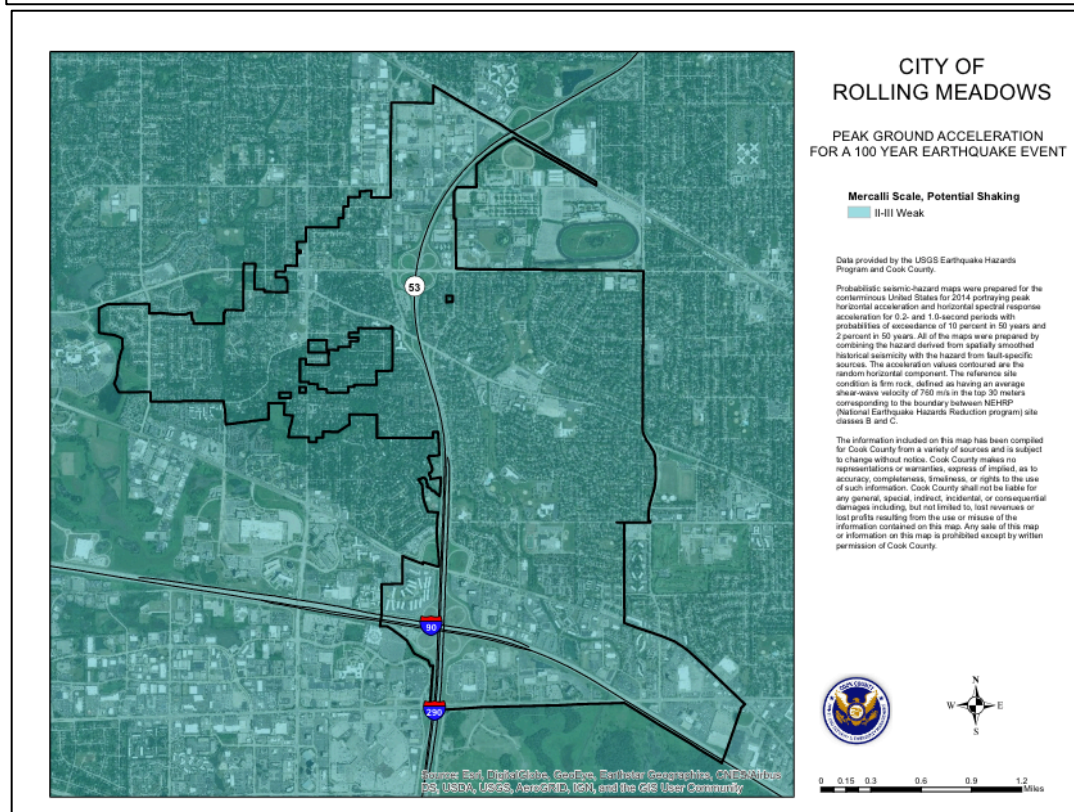 CITY OF
ROLLING MEADOWS
PEAK GROUND ACCELERATION
FOR A 100 YEAR EARTHQUAKE EVENT
Mercalli Scale, Potential Shaking
II-III Weak
Data provided by the USGS Earthquake Hazards
Program and Cook County.
Probabilistic seismic-hazard maps were prepared for the
conterminous United States for 2014 portraying peak
horizontal acceleration and horizontal spectral response
acceleration for 0.2- and 1.0-second periods with
probabilities of exceedance of 10 percent in 50 years and
2 percent in 50 years. All of the maps were prepared by
combining the hazard derived from spatially smoothed
historical seismicity with the hazard from fault-specific
sources. The acceleration values contoured are the
random horizontal component. The reference site
condition is firm rock, defined as having an average
shear-wave velocity of 760 m/s in the top 30 meters
corresponding to the boundary between NEHRP
(National Earthquake Hazards Reduction program) site
classes B and C.
The information included on this map has been compiled
for Cook County from a variety of sources and is subject
to change without notice. Cook County makes no
representations or warranties, express of implied, as to
accuracy, completeness, timeliness, or rights to the use
of such information. Cook County shall not be liable for
any general, special, indirect, incidental, or consequential
damages including, but not limited to, lost revenues or
lost profits resulting from the use or misuse of the
information contained on this map. Any sale of this map
or information on this map is prohibited except by written
permission of Cook County.
53
90
290
COOK COUNTY
N
W E
S
0 0.15 0.3 0.6 0.9 1.2
Miles
Source: Esri, DigitalGlobe, GeoEye, Earthstar Geographics, CNES/Airbus
DS, USDA, USGS, AeroGRID, IGN, and the GIS User Community